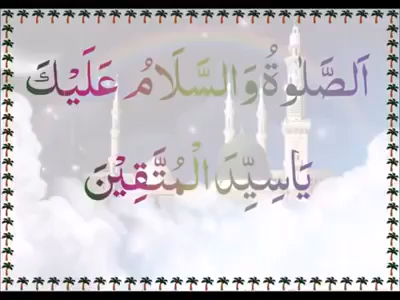 اَلصَّلٰوةُ وَالسَّلَامُ عَلَيْكَ
يَاسِيِّدَ الْمُتَّقِيْنَ